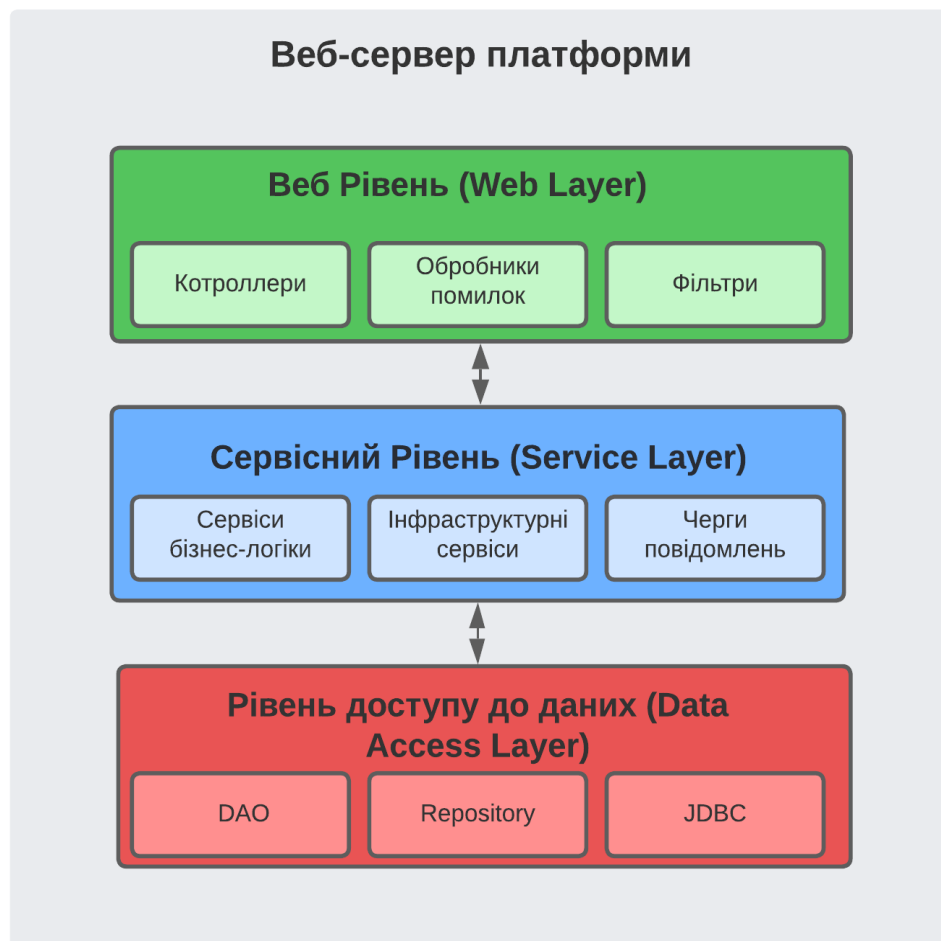 Веб-сервер платформи
Веб Рівень (Web Layer)
Котроллери
Обробники
помилок
Фільтри
Сервісний Рівень (Service Layer)
Сервіси
бізнес-логіки
Інфраструктурні
сервіси
Черги
повідомлень
Рівень доступу до даних (Data
Access Layer)
DAO
Repository
JDBC